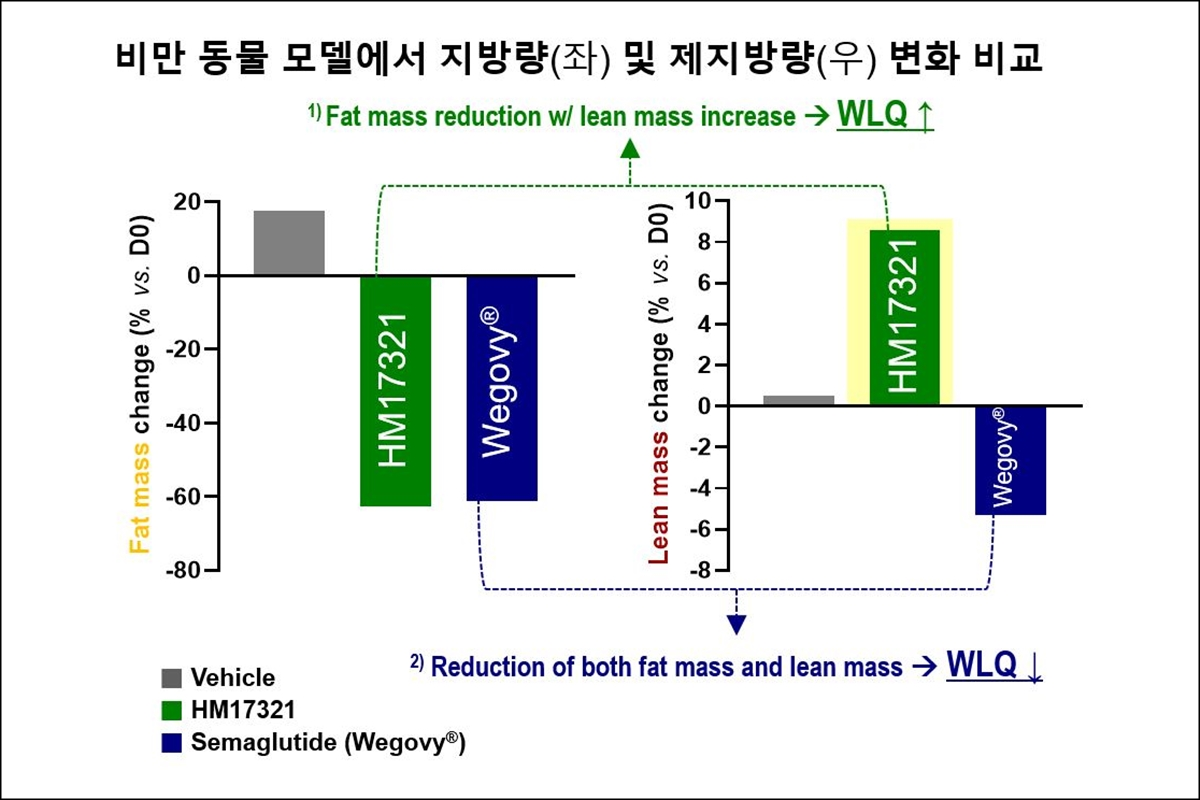 비만 동물 모델에서 지방량(좌) 및 제지방량(우) 변화 비교
1) Fat mass reduction w/ lean mass increase → WLQ ↑
Fat mass change (% vs. D0)
20
0
-20
-40
-60
-80
HM17321
Wegovy®
Lean mass change (% vs. D0)
10
8
6
4
2
0
-2
-4
-6
-8
HM17321
Wegovy®
2) Reduction of both fat mass and lean mass → WLQ ↓
Vehicle
HM17321
Semaglutide (Wegovy®)